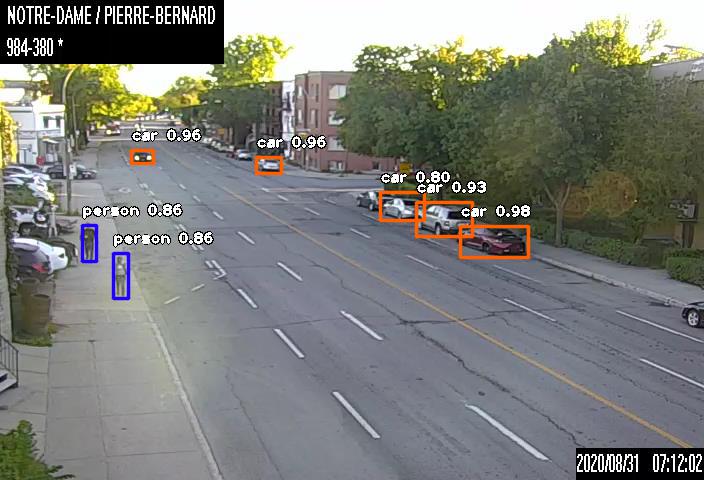 NOTRE-DAME / PIERRE-BERNARD
984-380 *
car 0.96
car 0.96
car 0.80
car 0.93
car 0.98
person 0.86
person 0.86
2020/08/31 07:12:02